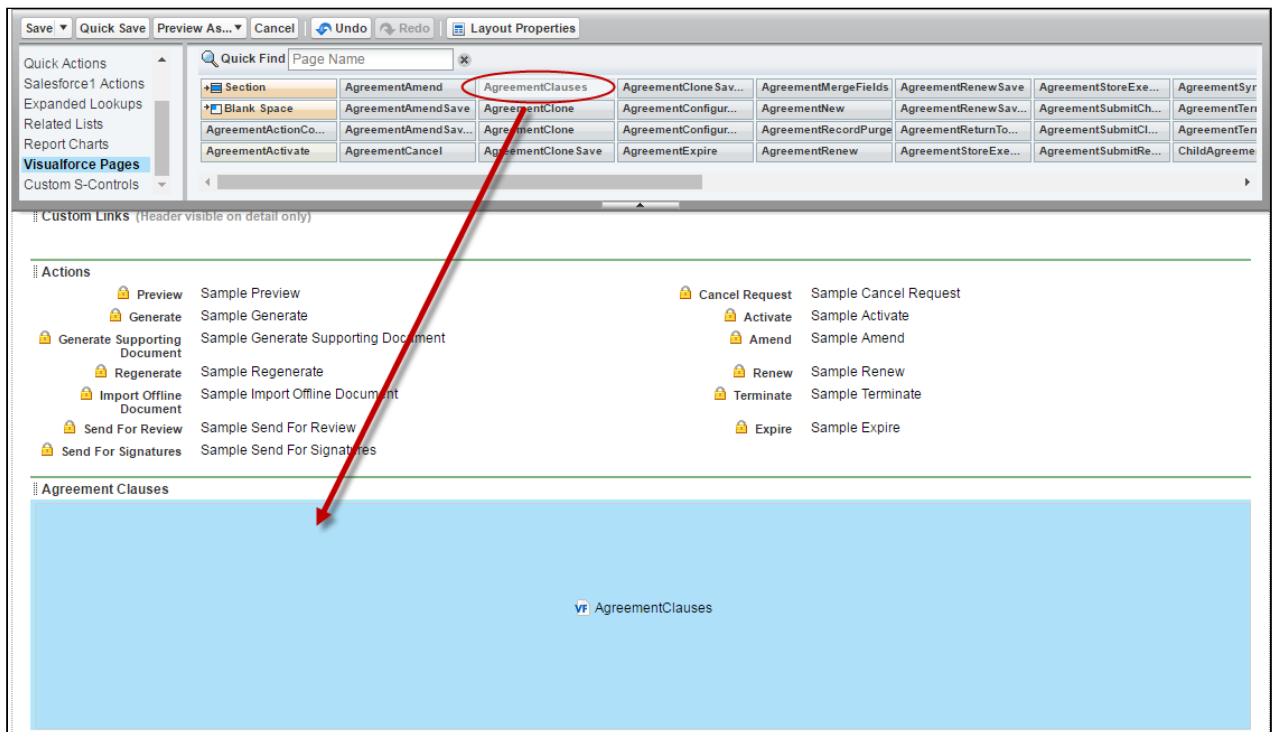 Save Quick Save Preview As... Cancel Undo Redo Layout Properties
Quick Actions
Salesforce1 Actions
Expanded Lookups
Related Lists
Report Charts
Visualforce Pages
Custom S-Controls
Quick Find Page Name
Section AgreementAmend AgreementClauses AgreementClone Sav... AgreementMergeFields AgreementRenewSave AgreementStoreExe... AgreementSyn
Blank Space AgreementAmendSave AgreementClone AgreementConfigur... AgreementNew AgreementRenewSav... AgreementSubmitCh... AgreementTern
AgreementActionCo... AgreementAmendSav... AgreementClone AgreementConfigur... AgreementRecordPurge AgreementReturnTo... AgreementSubmitCl... AgreementTern
AgreementActivate AgreementCancel AgreementCloneSave AgreementExpire AgreementRenew AgreementStoreExe... AgreementSubmitRe... ChildAgreeme
Custom Links (Header visible on detail only)
Actions
Preview Sample Preview Cancel Request Sample Cancel Request
Generate Sample Generate Activate Sample Activate
Generate Supporting Sample Generate Supporting Document Amend Sample Amend
Document
Regenerate Sample Regenerate Renew Sample Renew
Import Offline Sample Import Offline Document Terminate Sample Terminate
Document
Send For Review Sample Send For Review Expire Sample Expire
Send For Signatures Sample Send For Signatures
Agreement Clauses
VF AgreementClauses